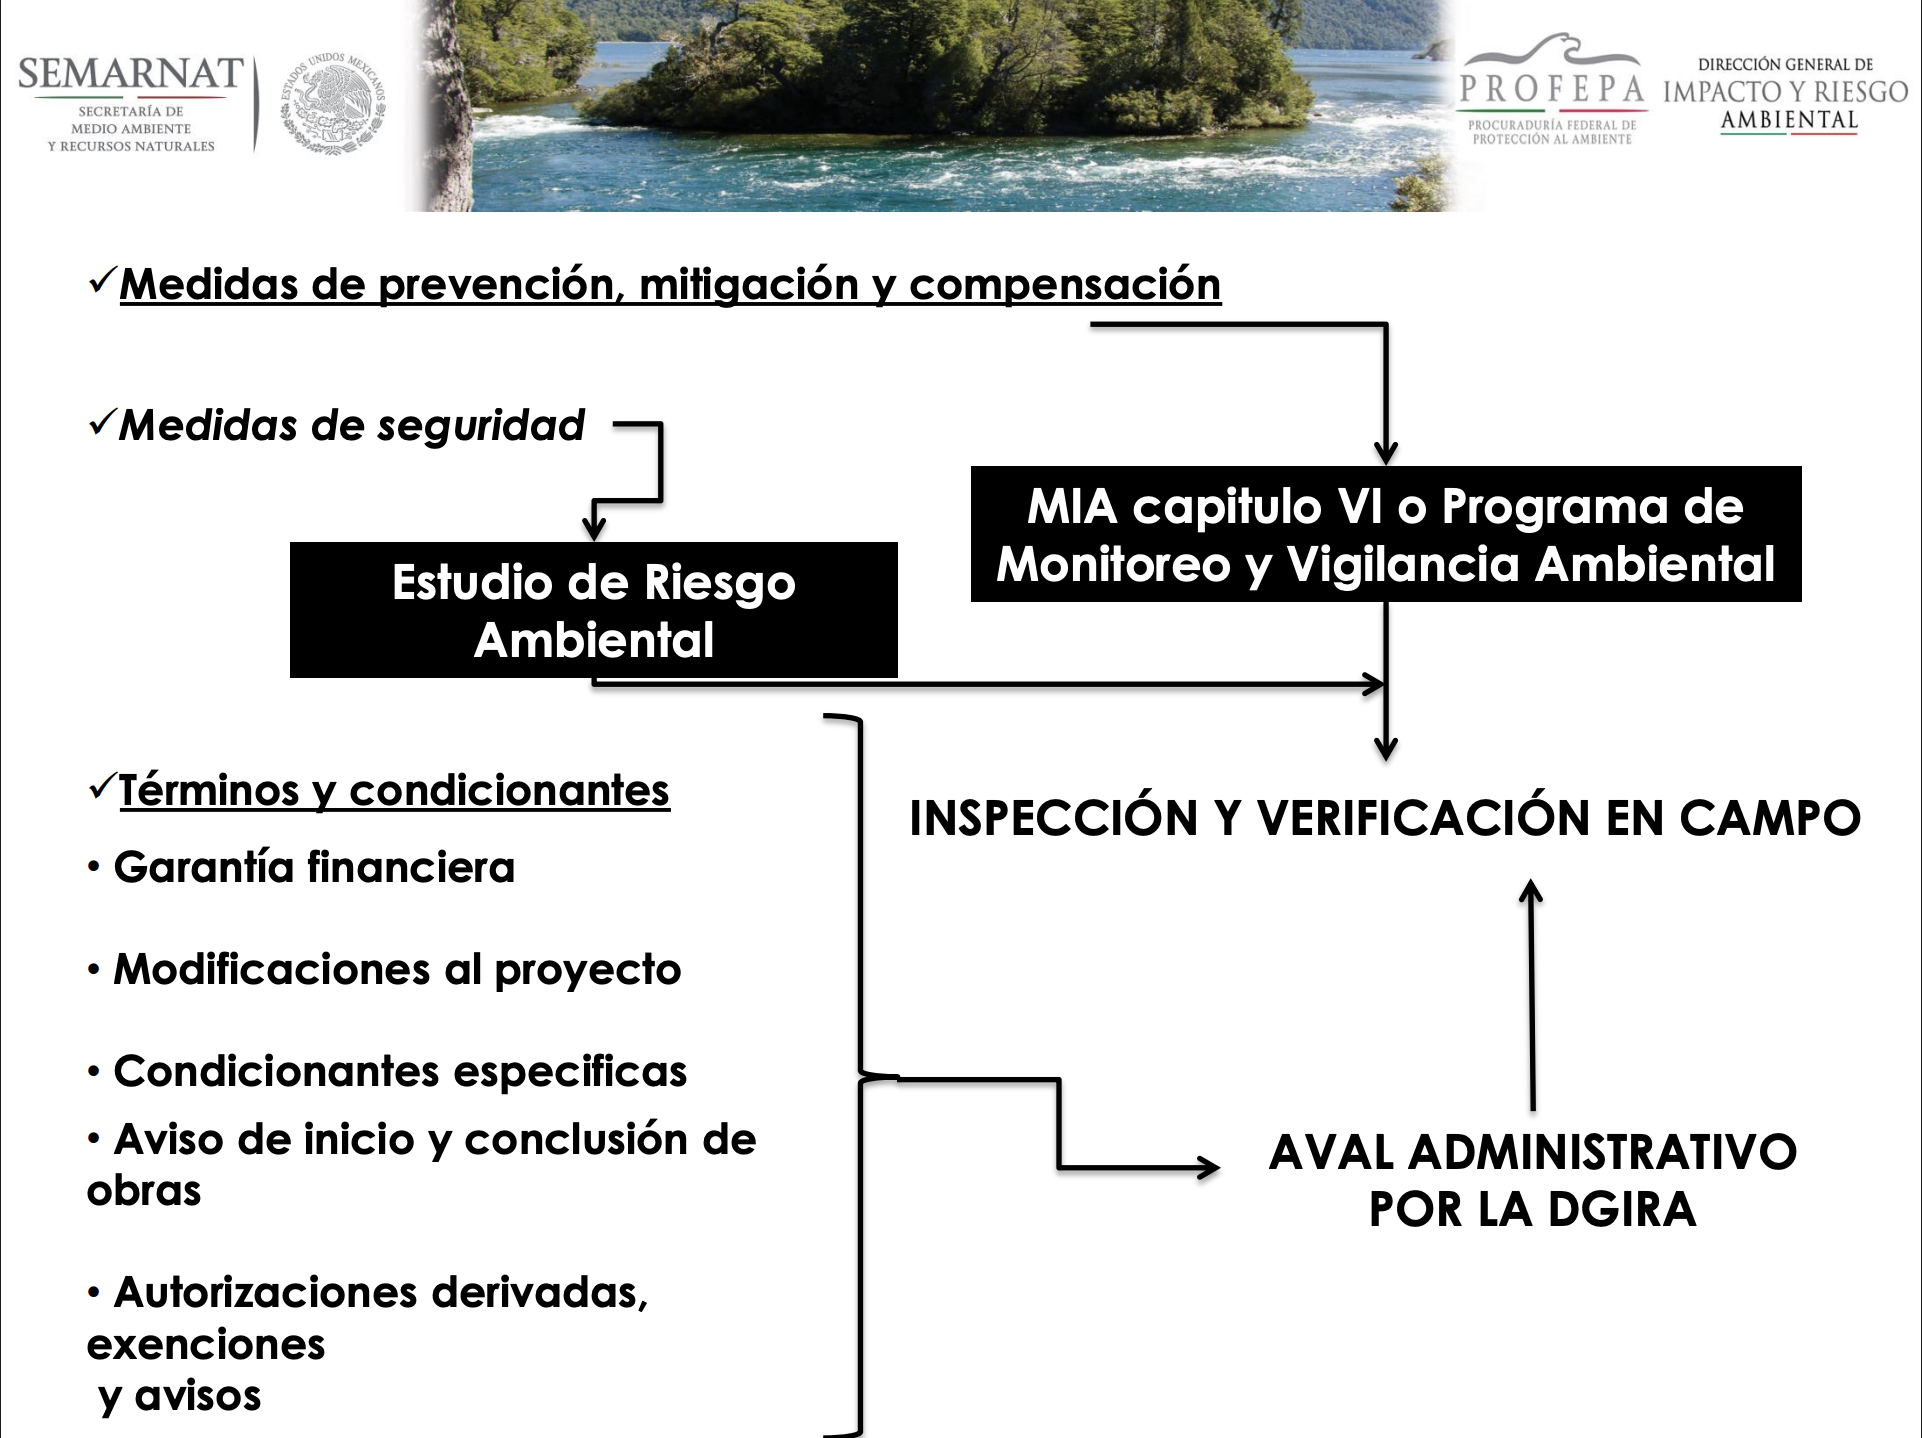 SEMARNAT
SECRETARÍA DE
MEDIO AMBIENTE
Y RECURSOS NATURALES
ESTADOS UNIDOS MEXICANOS
PROFEPA
PROCURADURÍA FEDERAL DE
PROTECCIÓN AL AMBIENTE
DIRECCIÓN GENERAL DE
IMPACTO Y RIESGO
AMBIENTAL
✓Medidas de prevención, mitigación y compensación
✓Medidas de seguridad
MIA capitulo VI o Programa de
Monitoreo y Vigilancia Ambiental
Estudio de Riesgo
Ambiental
✓Términos y condicionantes
• Garantía financiera
• Modificaciones al proyecto
• Condicionantes especificas
• Aviso de inicio y conclusión de
obras
• Autorizaciones derivadas,
exenciones
y avisos
INSPECCIÓN Y VERIFICACIÓN EN CAMPO
AVAL ADMINISTRATIVO
POR LA DGIRA